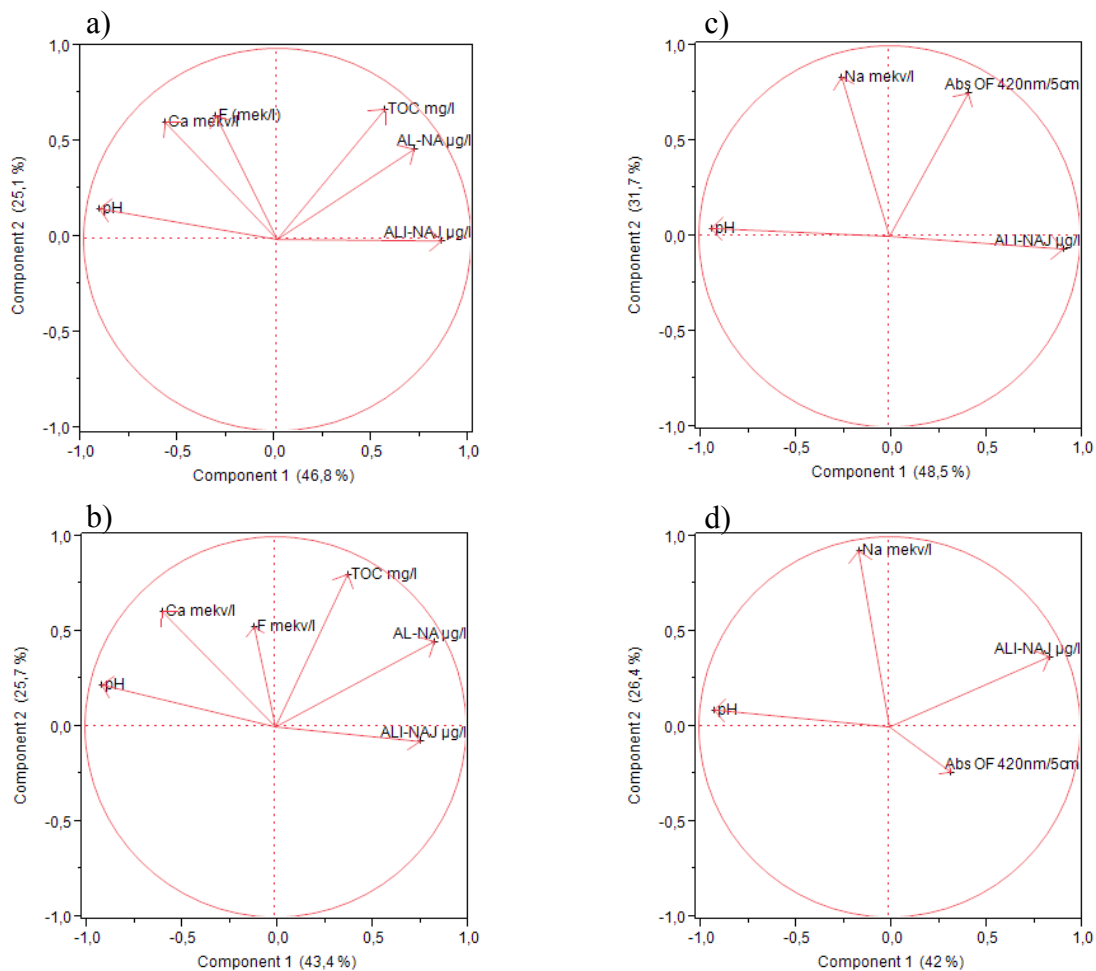 a)
1,0
0,5
0,0
-0,5
-1,0
Component 2 (25,1 %)
Ca mekv/l
F (mek/l)
TOC mg/l
AL-NA µg/l
pH
ALI-NAJ µg/l
-1,0 -0,5 0,0 0,5 1,0
Component 1 (46,8 %)
c)
1,0
0,5
0,0
-0,5
-1,0
Component 2 (31,7 %)
Na mekv/l
Abs OF 420nm/5cm
pH
ALI-NAJ µg/l
-1,0 -0,5 0,0 0,5 1,0
Component 1 (48,5 %)
b)
1,0
0,5
0,0
-0,5
-1,0
Component 2 (25,7 %)
TOC mg/l
Ca mekv/l
F mekv/l
AL-NA µg/l
pH
ALI-NAJ µg/l
-1,0 -0,5 0,0 0,5 1,0
Component 1 (43,4 %)
d)
1,0
0,5
0,0
-0,5
-1,0
Component 2 (26,4 %)
Na mekv/l
ALI-NAJ µg/l
pH
Abs OF 420nm/5cm
-1,0 -0,5 0,0 0,5 1,0
Component 1 (42 %)